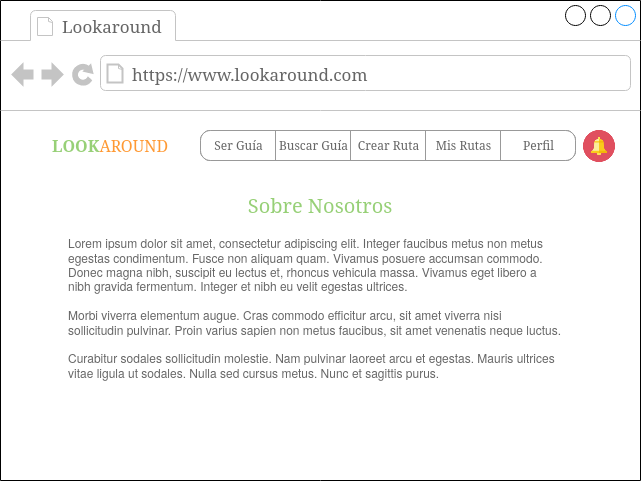 Lookaround
https://www.lookaround.com
LOOKAROUND
Ser Guía Buscar Guía Crear Ruta Mis Rutas Perfil
Sobre Nosotros
Lorem ipsum dolor sit amet, consectetur adipiscing elit. Integer faucibus metus non metus
egestas condimentum. Fusce non aliquam quam. Vivamus posuere accumsan commodo.
Donec magna nibh, suscipit eu lectus et, rhoncus vehicula massa. Vivamus eget libero a
nibh gravida fermentum. Integer et nibh eu velit egestas ultrices.
Morbi viverra elementum augue. Cras commodo efficitur arcu, sit amet viverra nisi
sollicitudin pulvinar. Proin varius sapien non metus faucibus, sit amet venenatis neque luctus.
Curabitur sodales sollicitudin molestie. Nam pulvinar laoreet arcu et egestas. Mauris ultrices
vitae ligula ut sodales. Nulla sed cursus metus. Nunc et sagittis purus.